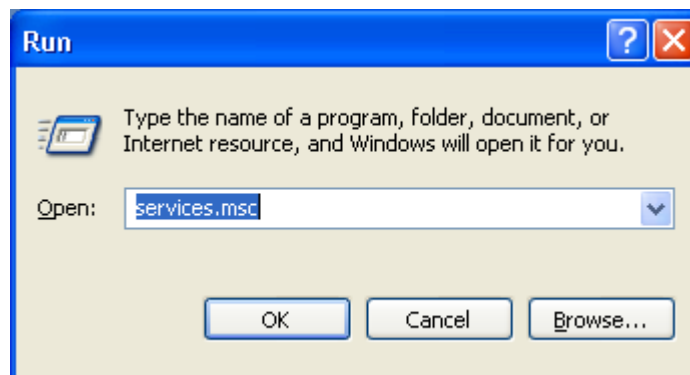 Run
Type the name of a program, folder, document, or
Internet resource, and Windows will open it for you.
Open: services.msc
OK Cancel Browse...